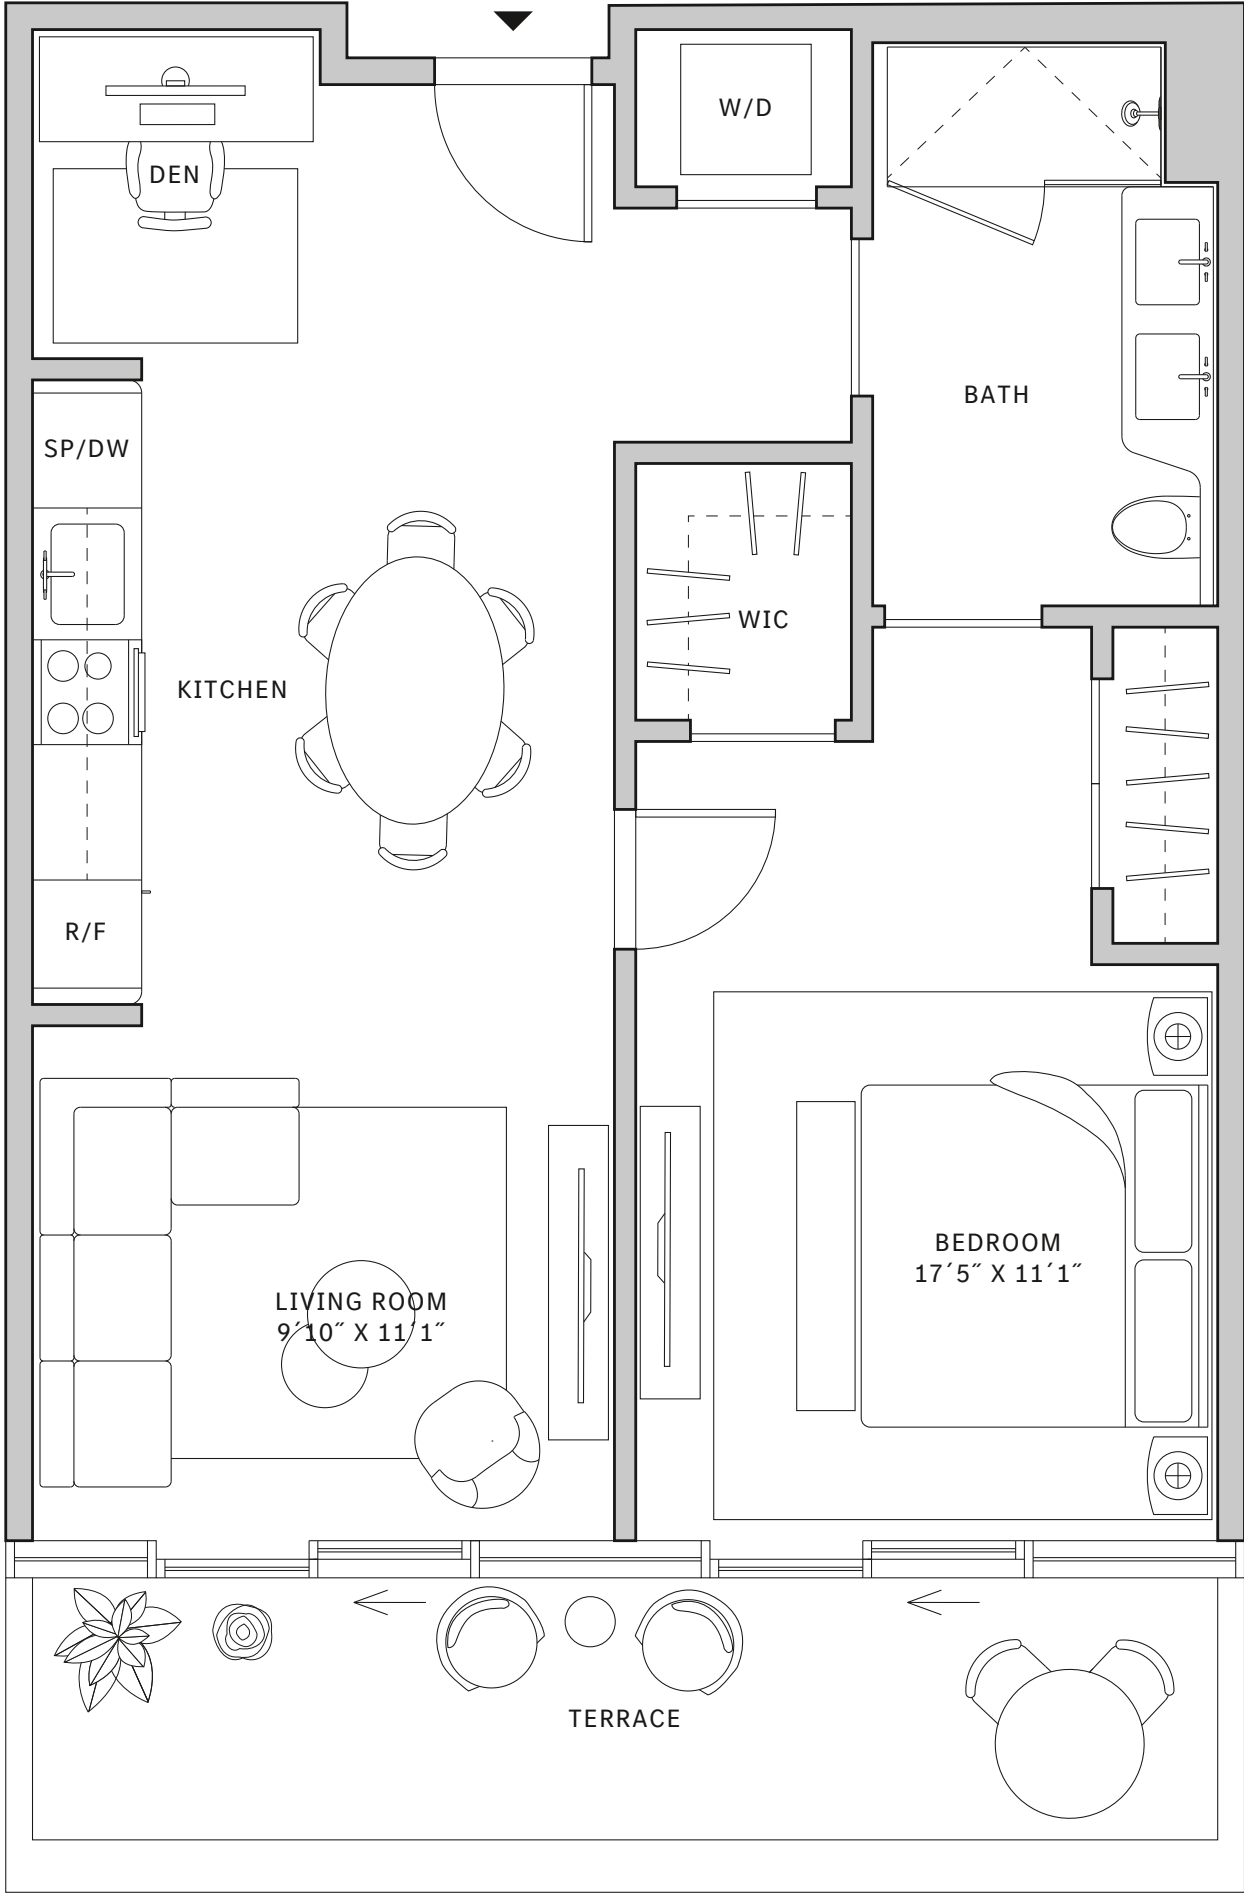 W/D
DEN
BATH
SP/DW
WIC
KITCHEN
R/F
BEDROOM
17´5˝ X 11´1˝
LIVING ROOM
9´10˝ X 11´1˝
TERRACE